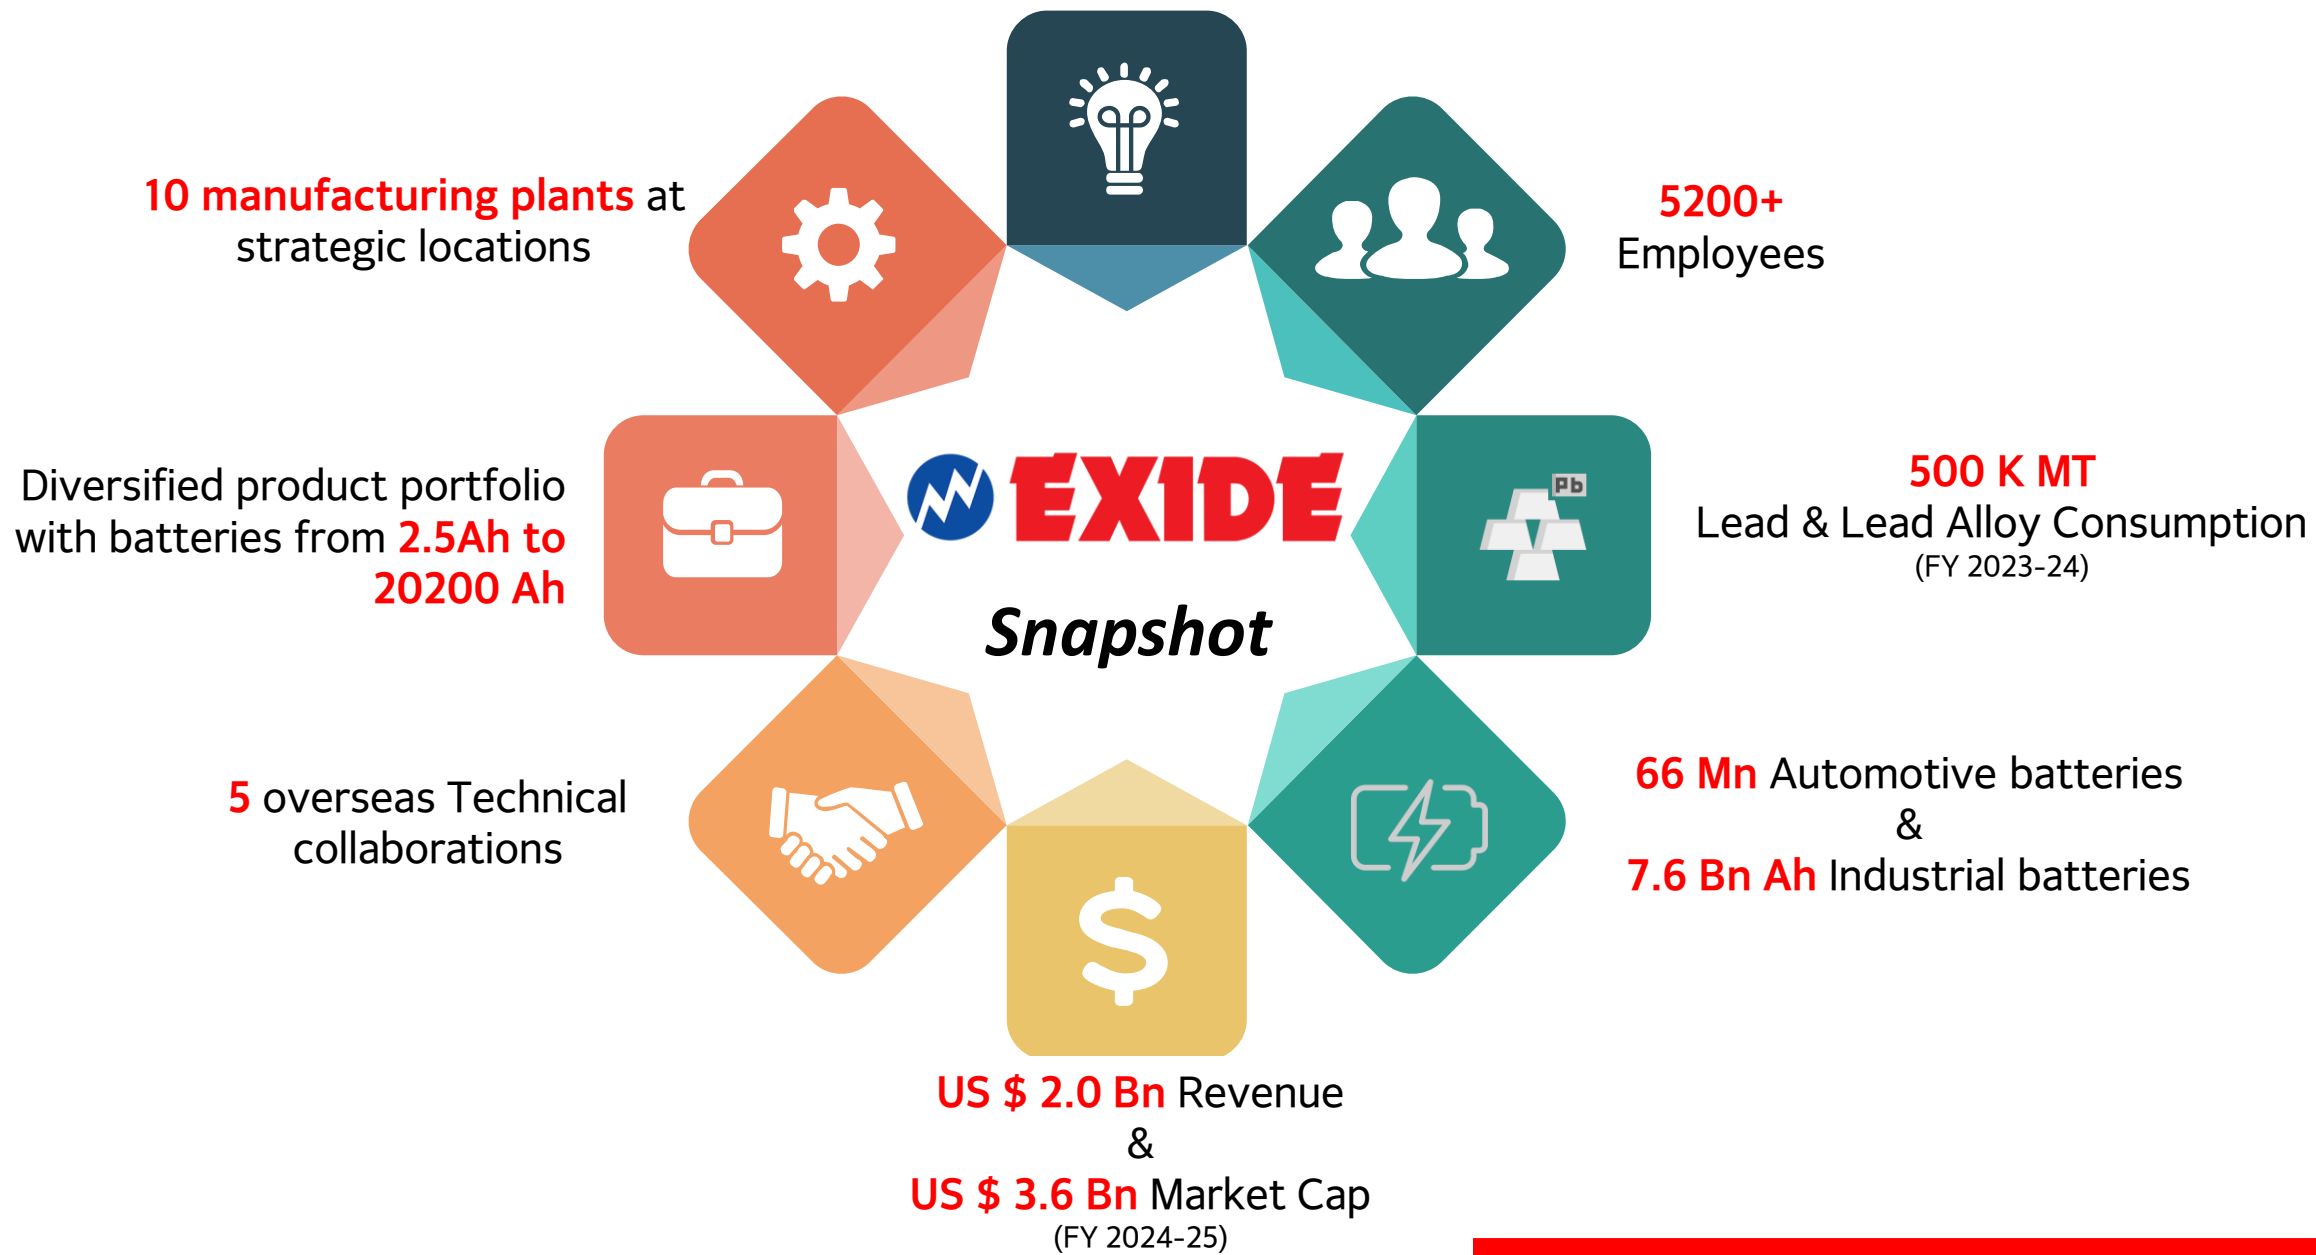 10 manufacturing plants at
strategic locations
5200+
Employees
Diversified product portfolio
with batteries from 2.5Ah to
20200 Ah
EXIDE
Snapshot
Pb
500 K MT
Lead & Lead Alloy Consumption
(FY 2023-24)
5 overseas Technical
collaborations
66 Mn Automotive batteries
&
7.6 Bn Ah Industrial batteries
US $ 2.0 Bn Revenue
&
US $ 3.6 Bn Market Cap
(FY 2024-25)